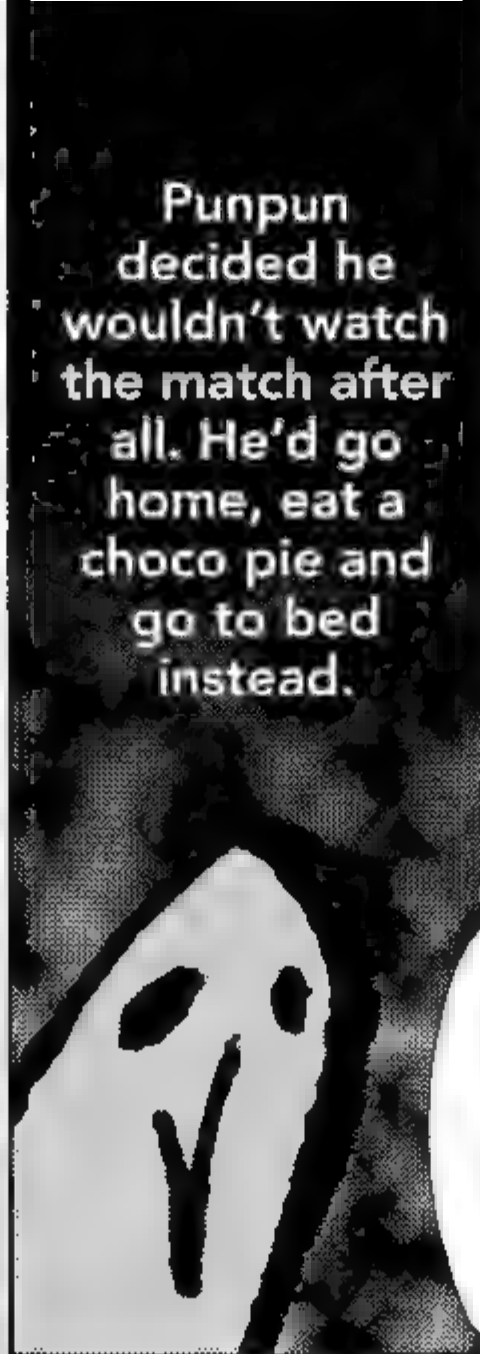 Punpun
decided he
wouldn't watch
the match after
all. He'd go
home, eat a
choco pie and
go to bed
instead.